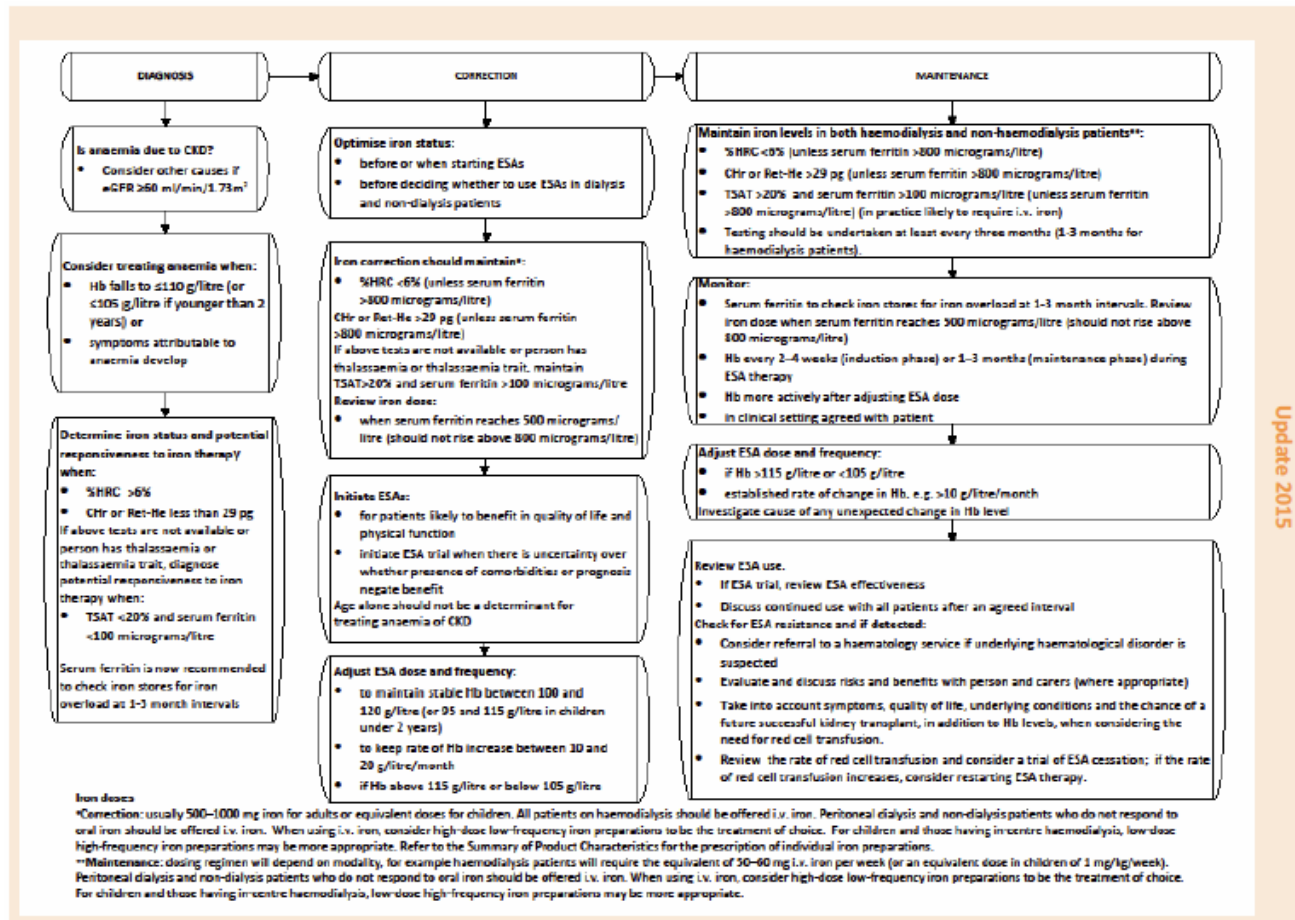 DIAGNOSIS
Is anaemia due to CKD?
• Consider other causes if
eGFR ≥60 ml/min/1.73m²
Consider treating anaemia when:
• Hb falls to ≤110 g/litre (or
≤105 g/litre if younger than 2
years) or
• symptoms attributable to
anaemia develop
Determine iron status and potential
responsiveness to iron therapy
when:
• %HRC >6%
• CHr or Ret-He less than 29 pg
If above tests are not available or
person has thalassaemia or
thalassaemia trait, diagnose
potential responsiveness to iron
therapy when:
• TSAT <20% and serum ferritin
<100 micrograms/litre
Serum ferritin is now recommended
to check iron stores for iron
overload at 1-3 month intervals
CORRECTION
Optimise iron status:
• before or when starting ESAs
• before deciding whether to use ESAs in dialysis
and non-dialysis patients
Iron correction should maintain*:
• %HRC <6% (unless serum ferritin
>800 micrograms/litre)
CHr or Ret-He >29 pg (unless serum ferritin
>800 micrograms/litre)
If above tests are not available or person has
thalassaemia or thalassaemia trait, maintain
TSAT>20% and serum ferritin >100 micrograms/litre
Review iron dose:
• when serum ferritin reaches 500 micrograms/
litre (should not rise above 800 micrograms/litre)
Initiate ESAs:
• for patients likely to benefit in quality of life and
physical function
• initiate ESA trial when there is uncertainty over
whether presence of comorbidities or prognosis
negate benefit
Age alone should not be a determinant for
treating anaemia of CKD
Adjust ESA dose and frequency:
• to maintain stable Hb between 100 and
120 g/litre (or 95 and 115 g/litre in children
under 2 years)
• to keep rate of Hb increase between 10 and
20 g/litre/month
• if Hb above 115 g/litre or below 105 g/litre
MAINTENANCE
Maintain iron levels in both haemodialysis and non-haemodialysis patients**:
• %HRC <6% (unless serum ferritin >800 micrograms/litre)
• CHr or Ret-He >29 pg (unless serum ferritin >800 micrograms/litre)
• TSAT >20% and serum ferritin >100 micrograms/litre (unless serum ferritin
>800 micrograms/litre) (in practice likely to require i.v. iron)
• Testing should be undertaken at least every three months (1-3 months for
haemodialysis patients).
Monitor:
• Serum ferritin to check iron stores for iron overload at 1-3 month intervals. Review
iron dose when serum ferritin reaches 500 micrograms/litre (should not rise above
800 micrograms/litre)
• Hb every 2–4 weeks (induction phase) or 1–3 months (maintenance phase) during
ESA therapy
• Hb more actively after adjusting ESA dose
• in clinical setting agreed with patient
Adjust ESA dose and frequency:
• if Hb >115 g/litre or <105 g/litre
• established rate of change in Hb, e.g. >10 g/litre/month
Investigate cause of any unexpected change in Hb level
Review ESA use.
• If ESA trial, review ESA effectiveness
• Discuss continued use with all patients after an agreed interval
Check for ESA resistance and if detected:
• Consider referral to a haematology service if underlying haematological disorder is
suspected
• Evaluate and discuss risks and benefits with person and carers (where appropriate)
• Take into account symptoms, quality of life, underlying conditions and the chance of a
future successful kidney transplant, in addition to Hb levels, when considering the
need for red cell transfusion.
• Review the rate of red cell transfusion and consider a trial of ESA cessation; if the rate
of red cell transfusion increases, consider restarting ESA therapy.
Update 2015
Iron doses
*Correction: usually 500–1000 mg iron for adults or equivalent doses for children. All patients on haemodialysis should be offered i.v. iron. Peritoneal dialysis and non-dialysis patients who do not respond to
oral iron should be offered i.v. iron. When using i.v. iron, consider high-dose low-frequency iron preparations to be the treatment of choice. For children and those having in-centre haemodialysis, low-dose
high-frequency iron preparations may be more appropriate. Refer to the Summary of Product Characteristics for the prescription of individual iron preparations.
**Maintenance: dosing regimen will depend on modality, for example haemodialysis patients will require the equivalent of 50–60 mg i.v. iron per week (or an equivalent dose in children of 1 mg/kg/week).
Peritoneal dialysis and non-dialysis patients who do not respond to oral iron should be offered i.v. iron. When using i.v. iron, consider high-dose low-frequency iron preparations to be the treatment of choice.
For children and those having in-centre haemodialysis, low-dose high-frequency iron preparations may be more appropriate.